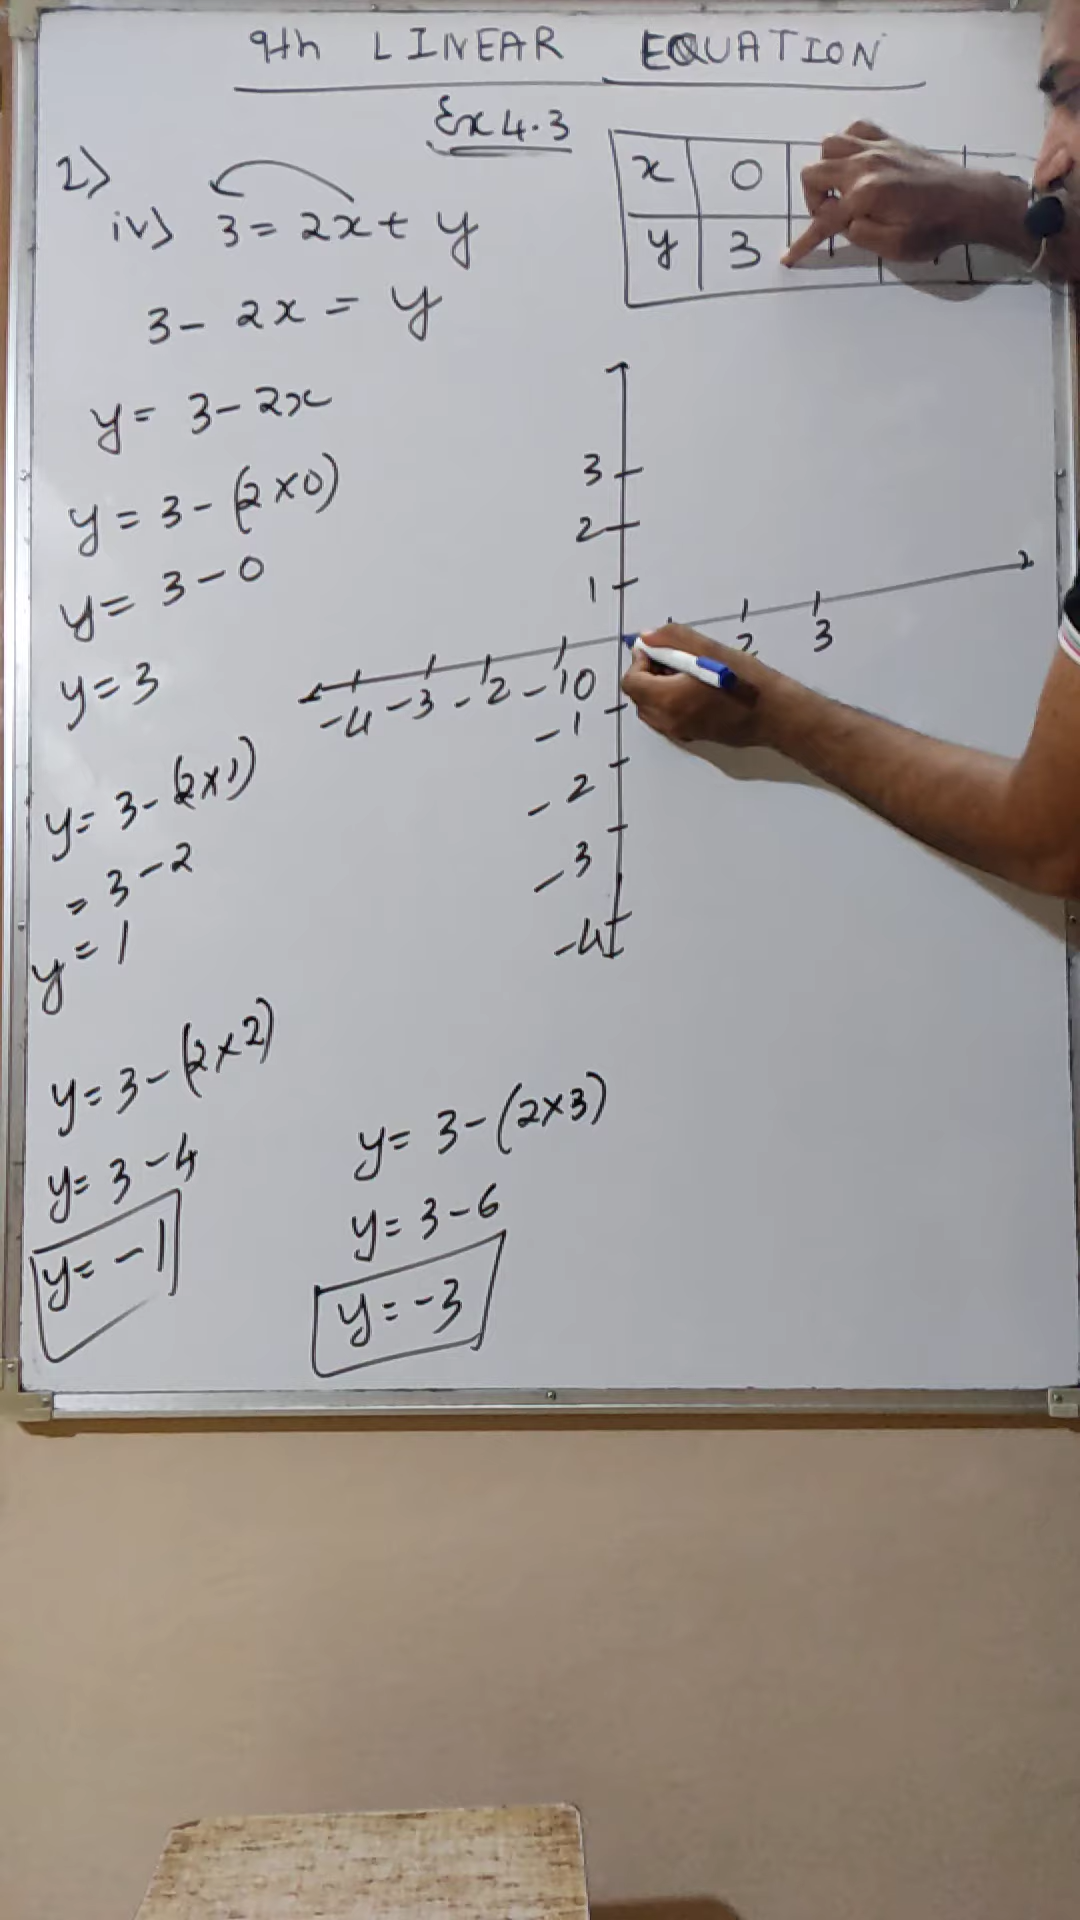 9th LINEAR EQUATION
Ex 4.3
2)
iv) 3 = 2x + y
3 - 2x = y
y = 3 - 2x
y = 3 - (2×0)
y = 3 - 0
y = 3
y = 3 - (2×1)
= 3 - 2
y = 1
y = 3 - (2×2)
y = 3 - 4
y = -1
y = 3 - (2×3)
y = 3 - 6
y = -3
x 0
y 3 1
3
2
1
-4 -3 -2 -1 0 2 3
-1
-2
-3
-4